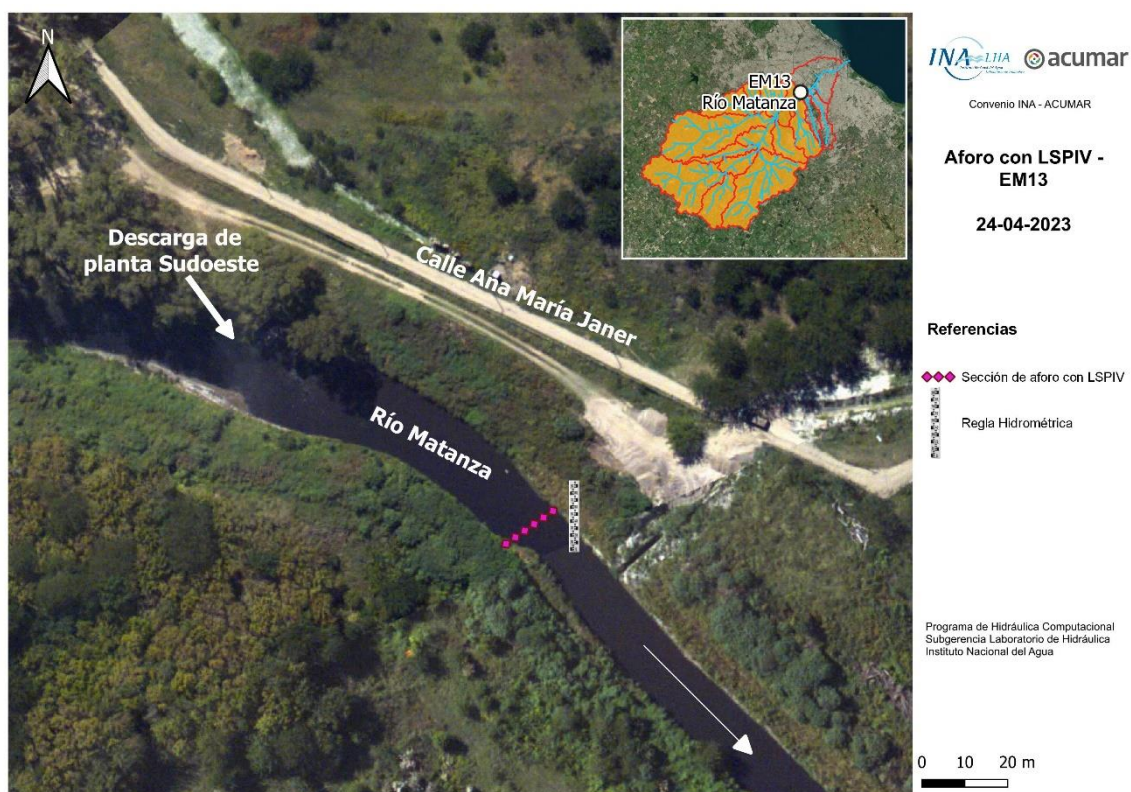 N
EM13
Río Matanza
Descarga de
planta Sudoeste
Calle Aña María Janer
Río Matanza
INA LHA
acumar
Convenio INA - ACUMAR
Aforo con LSPIV -
EM13
24-04-2023
Referencias
Sección de aforo con LSPIV
Regla Hidrométrica
Programa de Hidráulica Computacional
Subgerencia Laboratorio de Hidráulica
Instituto Nacional del Agua
0 10 20 m